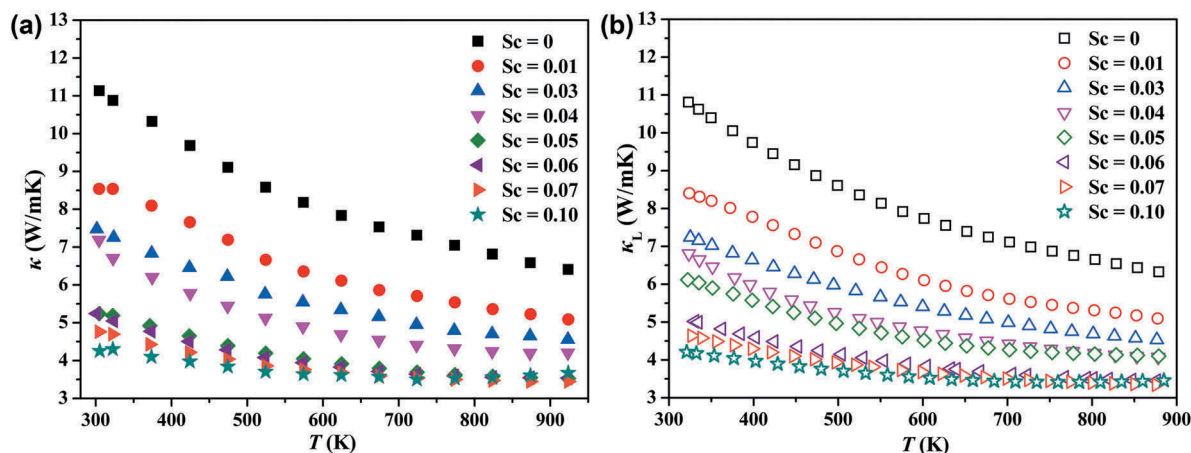 (a)
13
12
11
10
9
8
7
6
5
4
3
κ (W/mK)
Sc = 0
Sc = 0.01
Sc = 0.03
Sc = 0.04
Sc = 0.05
Sc = 0.06
Sc = 0.07
Sc = 0.10
300 400 500 600 700 800 900
T (K)
(b)
13
12
11
10
9
8
7
6
5
4
3
κL (W/mK)
Sc = 0
Sc = 0.01
Sc = 0.03
Sc = 0.04
Sc = 0.05
Sc = 0.06
Sc = 0.07
Sc = 0.10
300 400 500 600 700 800 900
T (K)